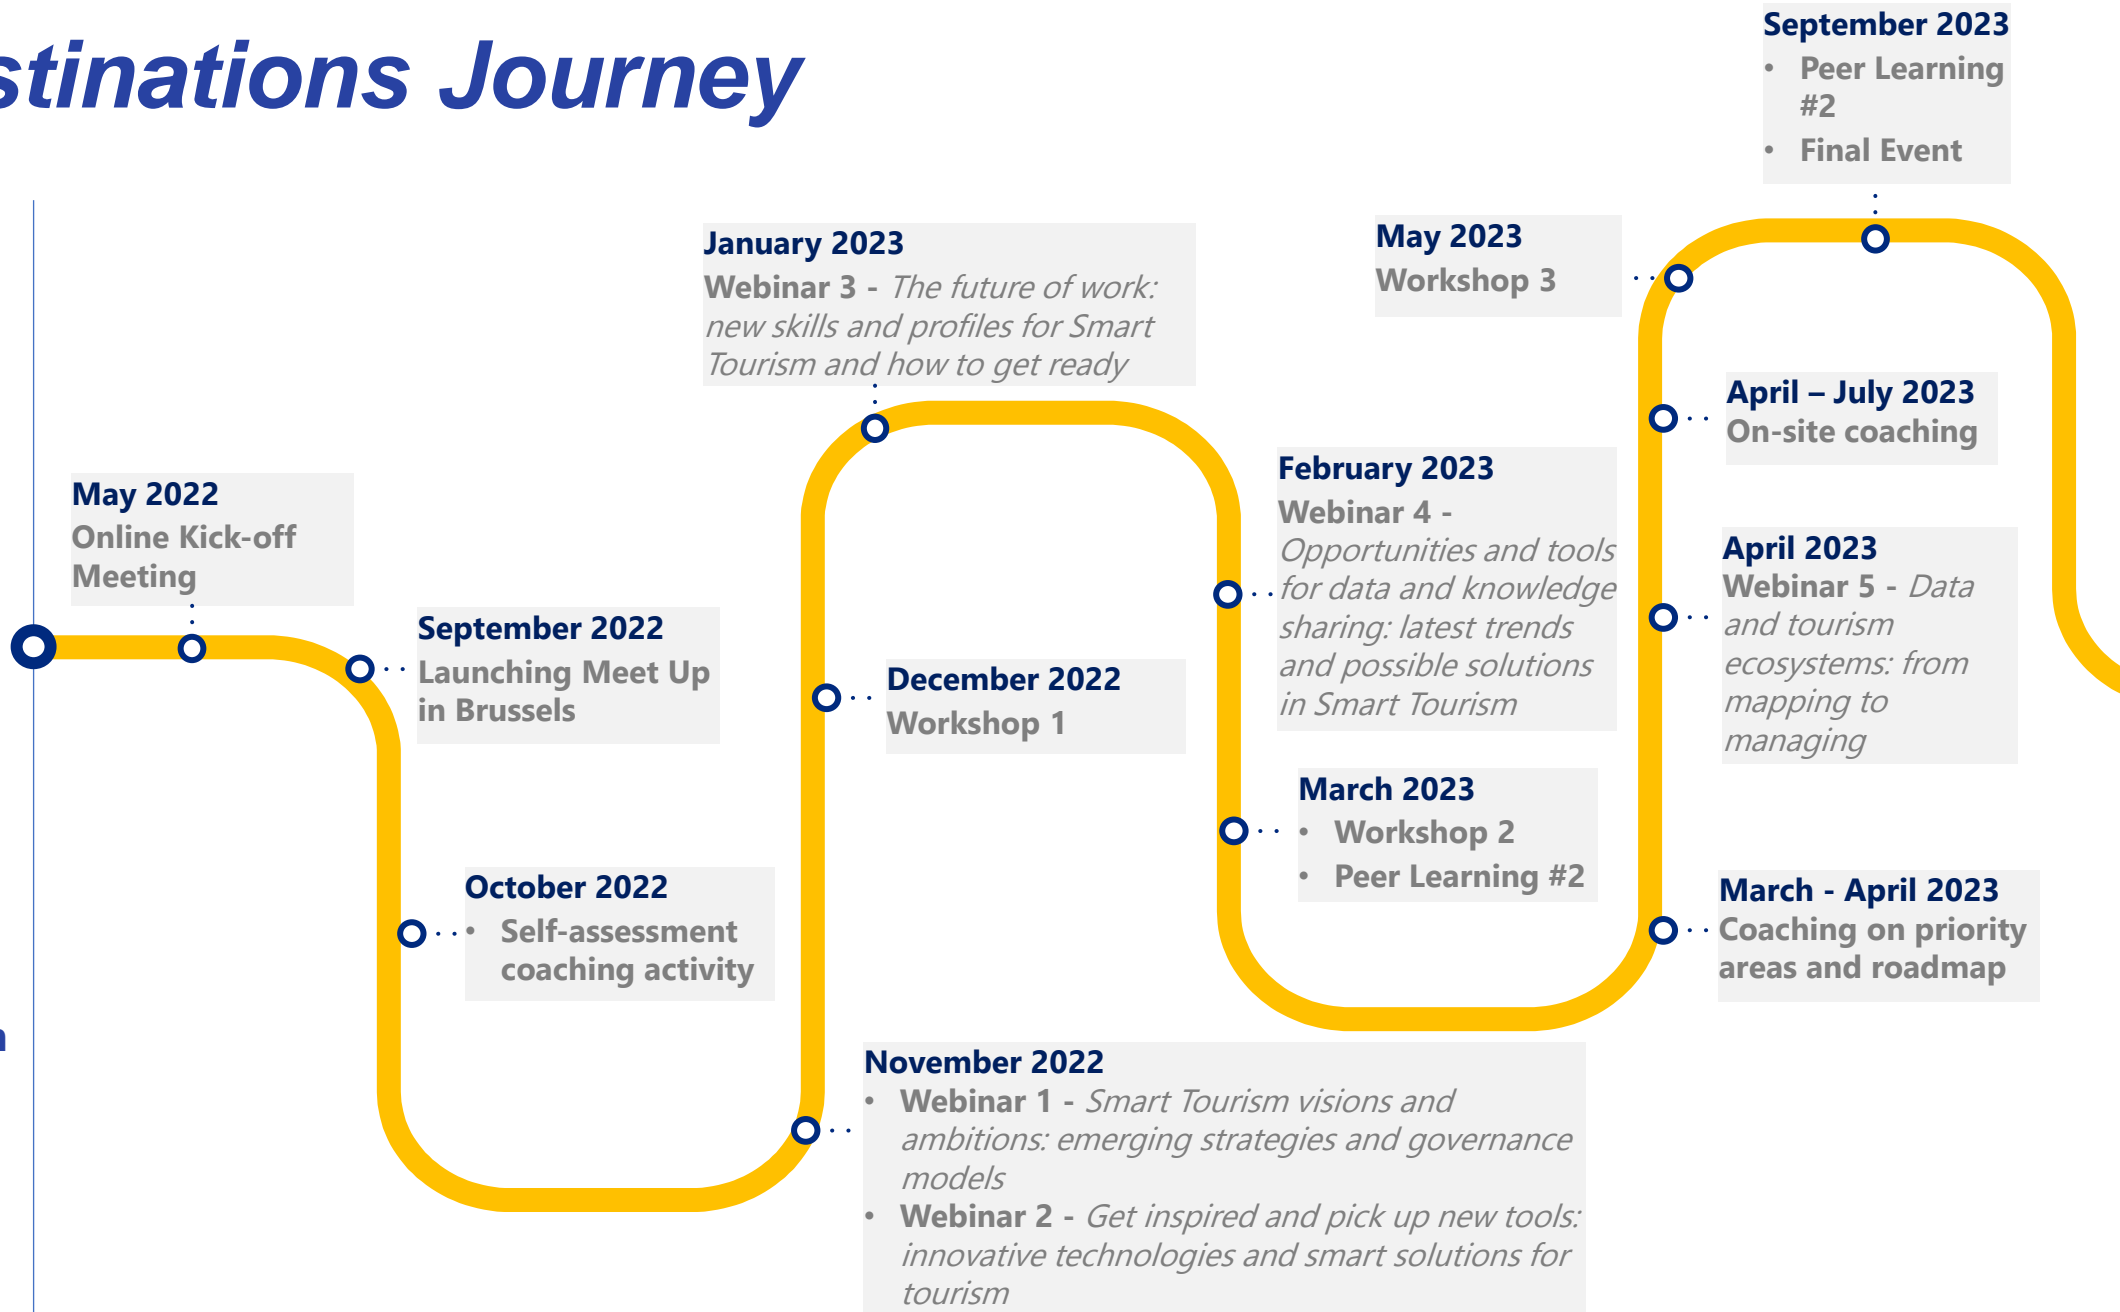 stinations Journey
May 2022
Online Kick-off
Meeting
September 2022
Launching Meet Up
in Brussels
October 2022
• Self-assessment
coaching activity
November 2022
• Webinar 1 - Smart Tourism visions and
ambitions: emerging strategies and governance
models
• Webinar 2 - Get inspired and pick up new tools:
innovative technologies and smart solutions for
tourism
December 2022
Workshop 1
January 2023
Webinar 3 - The future of work:
new skills and profiles for Smart
Tourism and how to get ready
February 2023
Webinar 4 -
Opportunities and tools
for data and knowledge
sharing: latest trends
and possible solutions
in Smart Tourism
March 2023
• Workshop 2
• Peer Learning #2
March - April 2023
Coaching on priority
areas and roadmap
April 2023
Webinar 5 - Data
and tourism
ecosystems: from
mapping to
managing
April – July 2023
On-site coaching
May 2023
Workshop 3
September 2023
• Peer Learning
#2
• Final Event